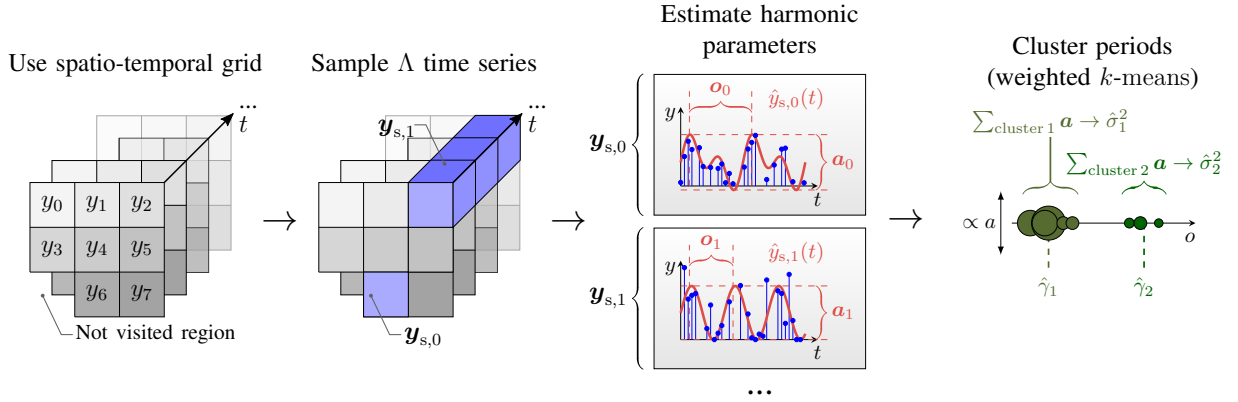 Use spatio-temporal grid
...
t
y₀ y₁ y₂
y₃ y₄ y₅
y₆ y₇
Not visited region
Sample Λ time series
...
t
𝒚ₛ,₁
𝒚ₛ,₀
Estimate harmonic
parameters
𝒚ₛ,₀
y
𝒐₀
ŷₛ,₀(t)
𝒂₀
t
𝒚ₛ,₁
y
𝒐₁
ŷₛ,₁(t)
𝒂₁
t
...
Cluster periods
(weighted k-means)
∑cluster 1 𝒂 → σ̂₁²
∑cluster 2 𝒂 → σ̂₂²
∝ a
o
γ̂₁
γ̂₂